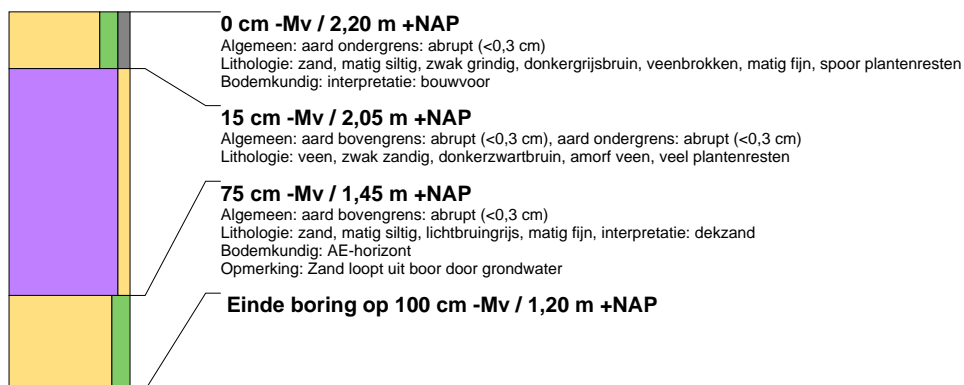 0 cm -Mv / 2,20 m +NAP
Algemeen: aard ondergrens: abrupt (<0,3 cm)
Lithologie: zand, matig siltig, zwak grindig, donkergrijsbruin, veenbrokken, matig fijn, spoor plantenresten
Bodemkundig: interpretatie: bouwvoor
15 cm -Mv / 2,05 m +NAP
Algemeen: aard bovengrens: abrupt (<0,3 cm), aard ondergrens: abrupt (<0,3 cm)
Lithologie: veen, zwak zandig, donkerzwartbruin, amorf veen, veel plantenresten
75 cm -Mv / 1,45 m +NAP
Algemeen: aard bovengrens: abrupt (<0,3 cm)
Lithologie: zand, matig siltig, lichtbruingrijs, matig fijn, interpretatie: dekzand
Bodemkundig: AE-horizont
Opmerking: Zand loopt uit boor door grondwater
Einde boring op 100 cm -Mv / 1,20 m +NAP